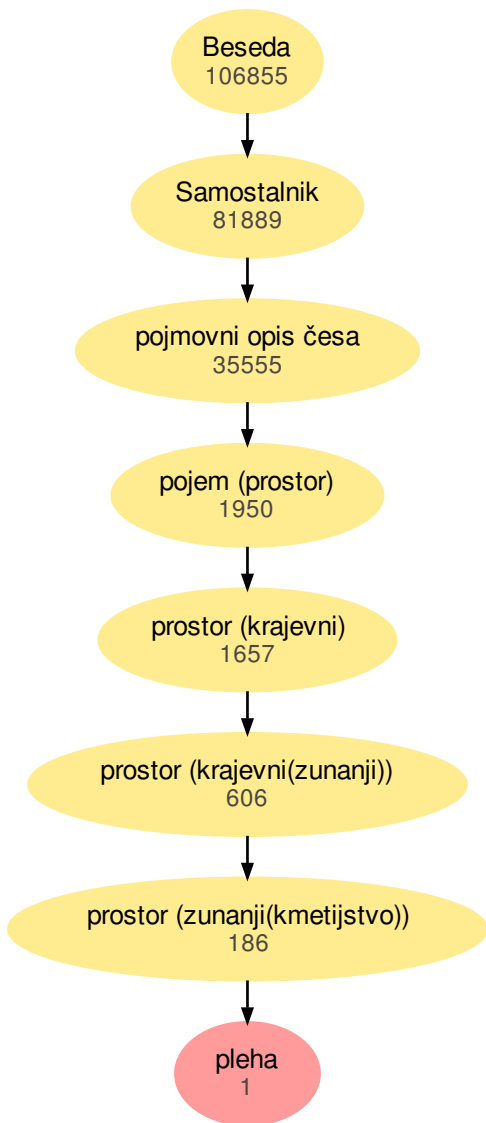 Beseda
106855
Samostalnik
81889
pojmovni opis česa
35555
pojem (prostor)
1950
prostor (krajevni)
1657
prostor (krajevni(zunanji))
606
prostor (zunanji(kmetijstvo))
186
pleha
1